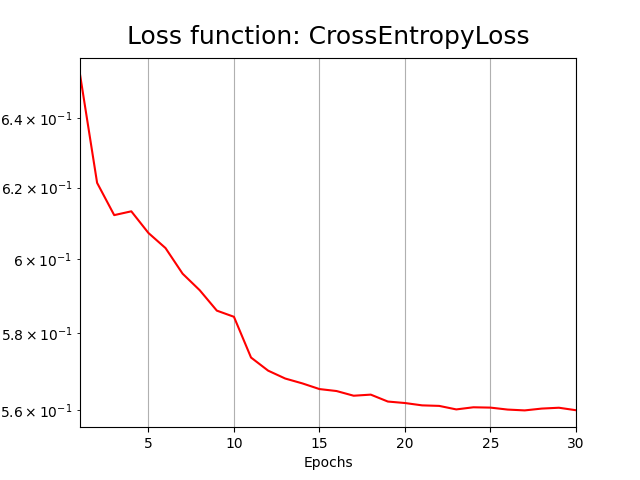 Loss function: CrossEntropyLoss
6.4 × 10⁻¹
6.2 × 10⁻¹
6 × 10⁻¹
5.8 × 10⁻¹
5.6 × 10⁻¹
5 10 15 20 25 30
Epochs